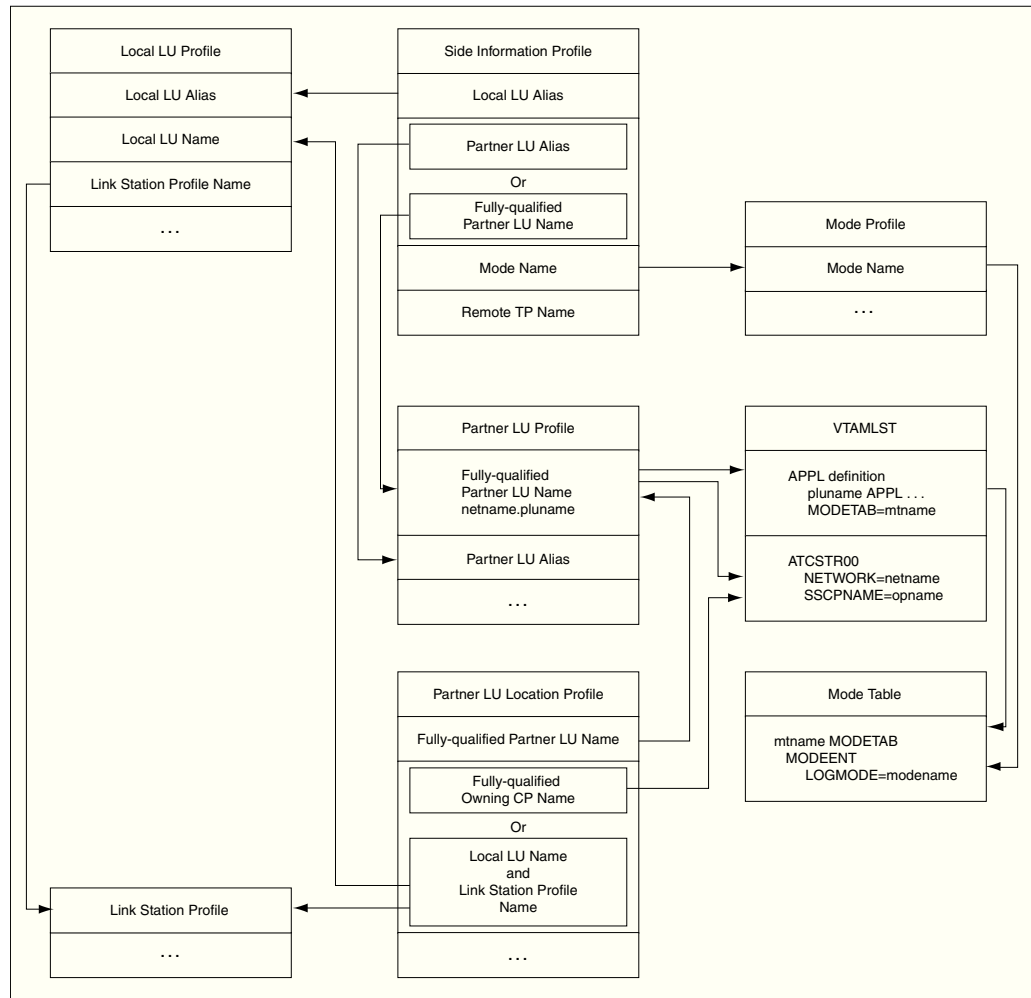 Local LU Profile
Local LU Alias
Local LU Name
Link Station Profile Name
...
Side Information Profile
Local LU Alias
Partner LU Alias
Or
Fully-qualified
Partner LU Name
Mode Name
Remote TP Name
Mode Profile
Mode Name
...
Partner LU Profile
Fully-qualified
Partner LU Name
netname.pluname
Partner LU Alias
...
VTAMLST
APPL definition
pluname APPL . . .
MODETAB=mtname
ATCSTR00
NETWORK=netname
SSCPNAME=opname
Partner LU Location Profile
Fully-qualified Partner LU Name
Fully-qualified
Owning CP Name
Or
Local LU Name
and
Link Station Profile
Name
...
Mode Table
mtname MODETAB
MODEENT
LOGMODE=modename
Link Station Profile
...